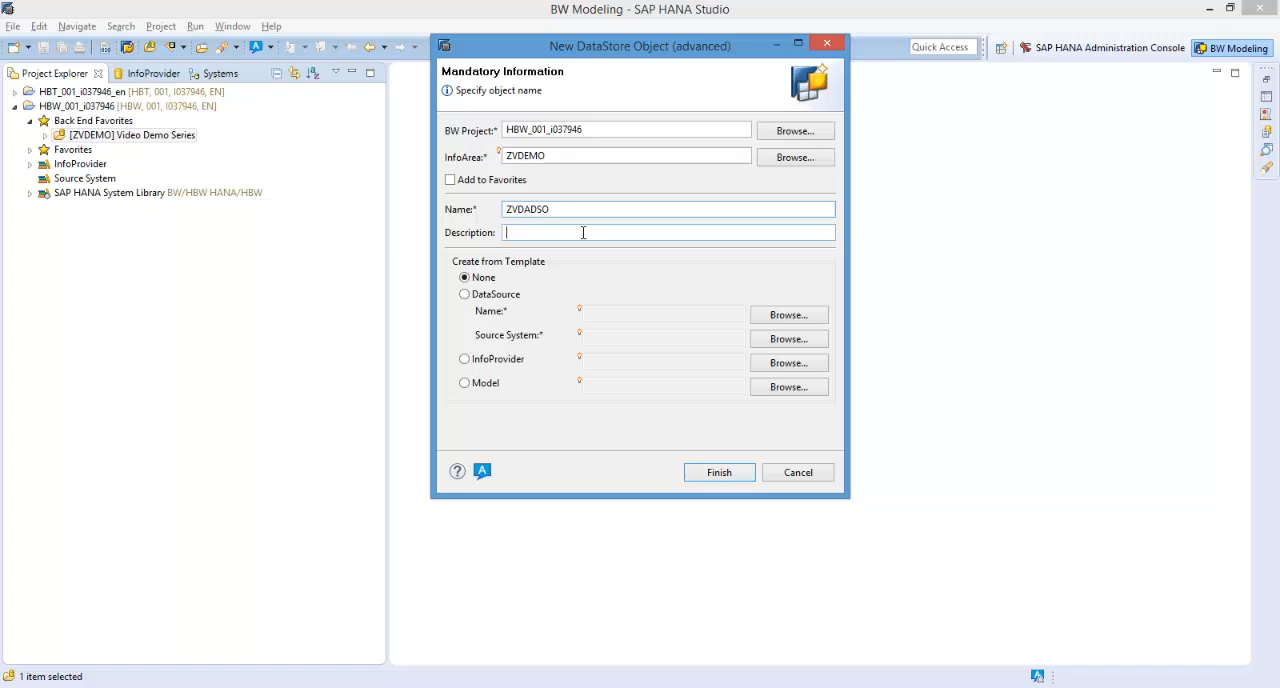 BW Modeling - SAP HANA Studio
File Edit Navigate Search Project Run Window Help
Quick Access
SAP HANA Administration Console
BW Modeling
Project Explorer
InfoProvider
Systems
HBT_001_i037946_en [HBT, 001, I037946, EN]
HBW_001_i037946 [HBW, 001, I037946, EN]
Back End Favorites
[ZVDEMO] Video Demo Series
Favorites
InfoProvider
Source System
SAP HANA System Library BW/HBW HANA/HBW
New DataStore Object (advanced)
Mandatory Information
Specify object name
BW Project:* HBW_001_i037946 Browse...
InfoArea:* ZVDEMO Browse...
Add to Favorites
Name:* ZVDADSO
Description:
Create from Template
None
DataSource
Name:* Browse...
Source System:* Browse...
InfoProvider Browse...
Model Browse...
? A Finish Cancel
1 item selected